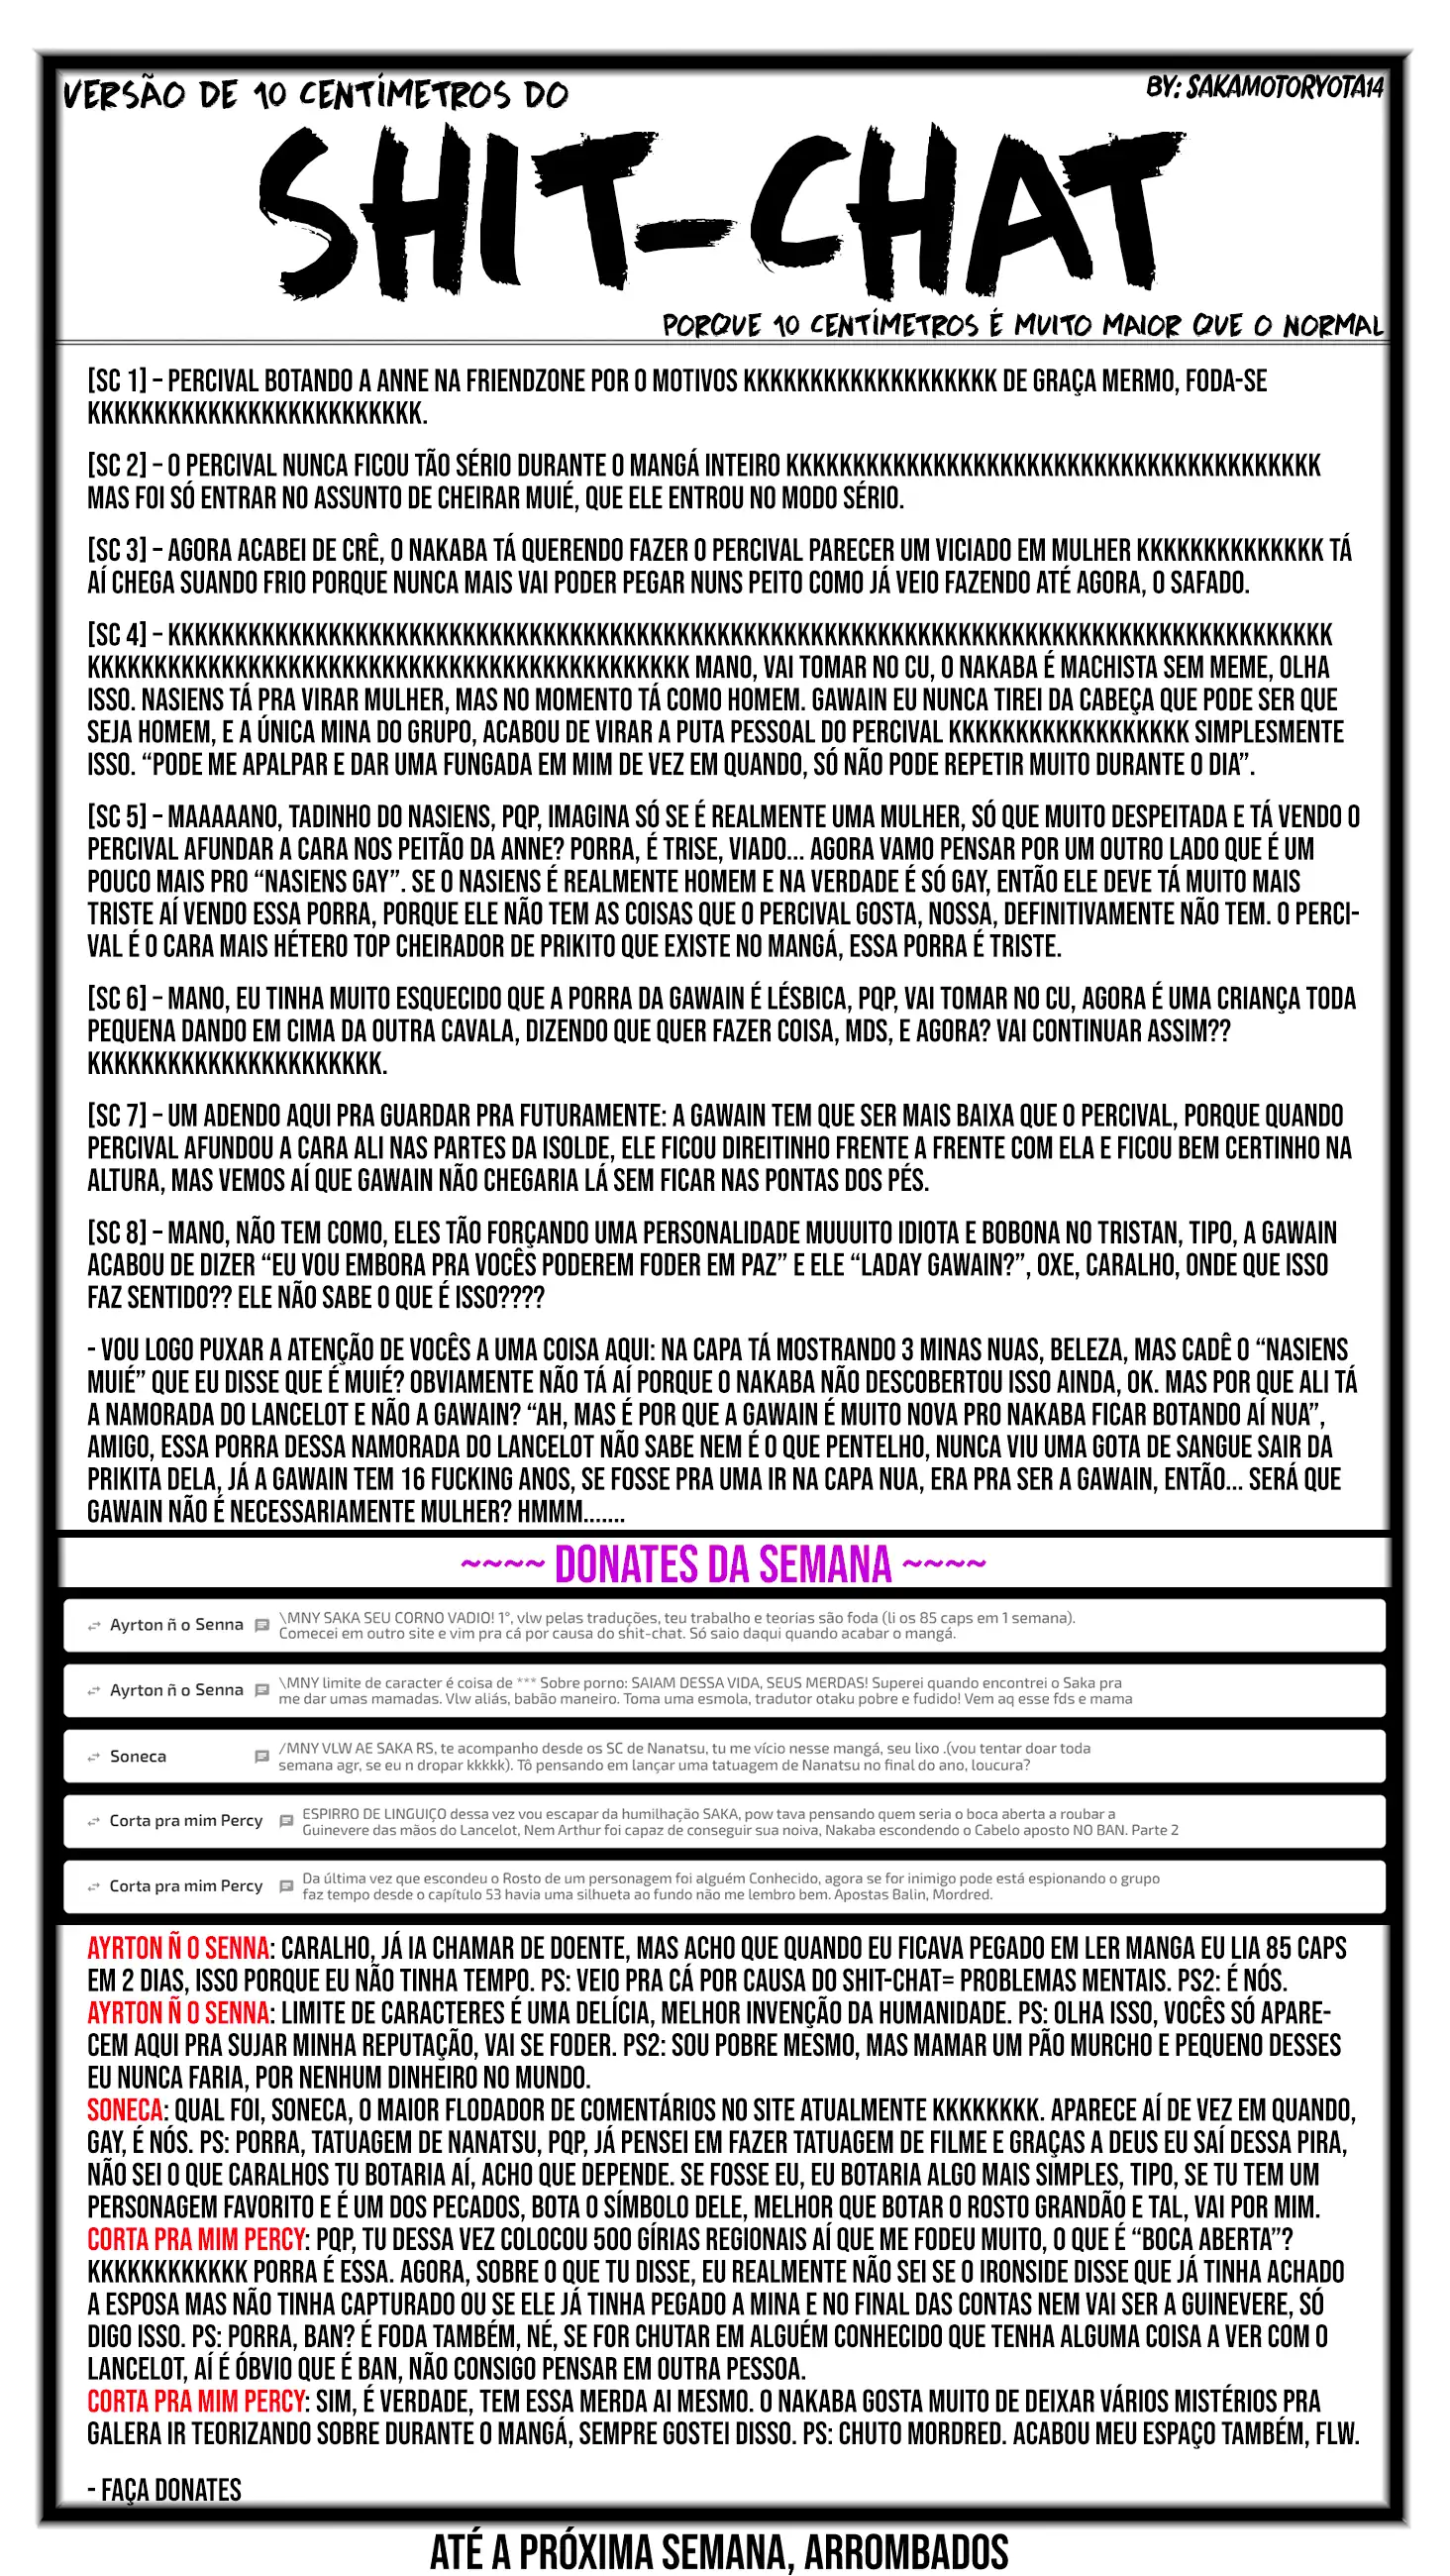 VERSÃO DE 10 CENTÍMETROS DO
BY: SAKAMOTORYOTA14
SHIT-CHAT
PORQUE 10 CENTÍMETROS É MUITO MAIOR QUE O NORMAL
[SC 1] – PERCIVAL BOTANDO A ANNE NA FRIENDZONE POR 0 MOTIVOS KKKKKKKKKKKKKKKKKKK DE GRAÇA MERMO, FODA-SE
KKKKKKKKKKKKKKKKKKKKKKKKK.
[SC 2] – O PERCIVAL NUNCA FICOU TÃO SÉRIO DURANTE O MANGÁ INTEIRO KKKKKKKKKKKKKKKKKKKKKKKKKKKKKKKKKKKKKKKK
MAS FOI SÓ ENTRAR NO ASSUNTO DE CHEIRAR MUIÉ, QUE ELE ENTROU NO MODO SÉRIO.
[SC 3] – AGORA ACABEI DE CRÊ, O NAKABA TÁ QUERENDO FAZER O PERCIVAL PARECER UM VICIADO EM MULHER KKKKKKKKKKKKKK TÁ
AÍ CHEGA SUANDO FRIO PORQUE NUNCA MAIS VAI PODER PEGAR NUNS PEITO COMO JÁ VEIO FAZENDO ATÉ AGORA, O SAFADO.
[SC 4] – KKKKKKKKKKKKKKKKKKKKKKKKKKKKKKKKKKKKKKKKKKKKKKKKKKKKKKKKKKKKKKKKKKKKKKKKKKKKKKKKKKKKKKK
KKKKKKKKKKKKKKKKKKKKKKKKKKKKKKKKKKKKKKKKKKKKK MANO, VAI TOMAR NO CU, O NAKABA É MACHISTA SEM MEME, OLHA
ISSO. NASIENS TÁ PRA VIRAR MULHER, MAS NO MOMENTO TÁ COMO HOMEM. GAWAIN EU NUNCA TIREI DA CABEÇA QUE PODE SER QUE
SEJA HOMEM, E A ÚNICA MINA DO GRUPO, ACABOU DE VIRAR A PUTA PESSOAL DO PERCIVAL KKKKKKKKKKKKKKKKKK SIMPLESMENTE
ISSO. “PODE ME APALPAR E DAR UMA FUNGADA EM MIM DE VEZ EM QUANDO, SÓ NÃO PODE REPETIR MUITO DURANTE O DIA”.
[SC 5] – MAAAAANO, TADINHO DO NASIENS, PQP, IMAGINA SÓ SE É REALMENTE UMA MULHER, SÓ QUE MUITO DESPEITADA E TÁ VENDO O
PERCIVAL AFUNDAR A CARA NOS PEITÃO DA ANNE? PORRA, É TRISE, VIADO... AGORA VAMO PENSAR POR UM OUTRO LADO QUE É UM
POUCO MAIS PRO “NASIENS GAY”. SE O NASIENS É REALMENTE HOMEM E NA VERDADE É SÓ GAY, ENTÃO ELE DEVE TÁ MUITO MAIS
TRISTE AÍ VENDO ESSA PORRA, PORQUE ELE NÃO TEM AS COISAS QUE O PERCIVAL GOSTA, NOSSA, DEFINITIVAMENTE NÃO TEM. O PERCI-
VAL É O CARA MAIS HÉTERO TOP CHEIRADOR DE PRIKITO QUE EXISTE NO MANGÁ, ESSA PORRA É TRISTE.
[SC 6] – MANO, EU TINHA MUITO ESQUECIDO QUE A PORRA DA GAWAIN É LÉSBICA, PQP, VAI TOMAR NO CU, AGORA É UMA CRIANÇA TODA
PEQUENA DANDO EM CIMA DA OUTRA CAVALA, DIZENDO QUE QUER FAZER COISA, MDS, E AGORA? VAI CONTINUAR ASSIM??
KKKKKKKKKKKKKKKKKKKKKK.
[SC 7] – UM ADENDO AQUI PRA GUARDAR PRA FUTURAMENTE: A GAWAIN TEM QUE SER MAIS BAIXA QUE O PERCIVAL, PORQUE QUANDO
PERCIVAL AFUNDOU A CARA ALI NAS PARTES DA ISOLDE, ELE FICOU DIREITINHO FRENTE A FRENTE COM ELA E FICOU BEM CERTINHO NA
ALTURA, MAS VEMOS AÍ QUE GAWAIN NÃO CHEGARIA LÁ SEM FICAR NAS PONTAS DOS PÉS.
[SC 8] – MANO, NÃO TEM COMO, ELES TÃO FORÇANDO UMA PERSONALIDADE MUUUITO IDIOTA E BOBONA NO TRISTAN, TIPO, A GAWAIN
ACABOU DE DIZER “EU VOU EMBORA PRA VOCÊS PODEREM FODER EM PAZ” E ELE “LADAY GAWAIN?”, OXE, CARALHO, ONDE QUE ISSO
FAZ SENTIDO?? ELE NÃO SABE O QUE É ISSO????
- VOU LOGO PUXAR A ATENÇÃO DE VOCÊS A UMA COISA AQUI: NA CAPA TÁ MOSTRANDO 3 MINAS NUAS, BELEZA, MAS CADÊ O “NASIENS
MUIÉ” QUE EU DISSE QUE É MUIÉ? OBVIAMENTE NÃO TÁ AÍ PORQUE O NAKABA NÃO DESCOBERTOU ISSO AINDA, OK. MAS POR QUE ALI TÁ
A NAMORADA DO LANCELOT E NÃO A GAWAIN? “AH, MAS É POR QUE A GAWAIN É MUITO NOVA PRO NAKABA FICAR BOTANDO AÍ NUA”,
AMIGO, ESSA PORRA DESSA NAMORADA DO LANCELOT NÃO SABE NEM É O QUE PENTELHO, NUNCA VIU UMA GOTA DE SANGUE SAIR DA
PRIKITA DELA, JÁ A GAWAIN TEM 16 FUCKING ANOS, SE FOSSE PRA UMA IR NA CAPA NUA, ERA PRA SER A GAWAIN, ENTÃO... SERÁ QUE
GAWAIN NÃO É NECESSARIAMENTE MULHER? HMMM.......
~~~~ DONATES DA SEMANA ~~~~
Ayrton ñ o Senna \MNY SAKA SEU CORNO VADIO! 1°, vlw pelas traduções, teu trabalho e teorias são foda (li os 85 caps em 1 semana).
Comecei em outro site e vim pra cá por causa do shit-chat. Só saio daqui quando acabar o mangá.
Ayrton ñ o Senna \MNY limite de caracter é coisa de *** Sobre porno: SAIAM DESSA VIDA, SEUS MERDAS! Superei quando encontrei o Saka pra
me dar umas mamadas. Vlw aliás, babão maneiro. Toma uma esmola, tradutor otaku pobre e fudido! Vem aq esse fds e mama
Soneca /MNY VLW AE SAKA RS, te acompanho desde os SC de Nanatsu, tu me vício nesse mangá, seu lixo .(vou tentar doar toda
semana agr, se eu n dropar kkkkk). Tô pensando em lançar uma tatuagem de Nanatsu no final do ano, loucura?
Corta pra mim Percy ESPIRRO DE LINGUIÇO dessa vez vou escapar da humilhação SAKA, pow tava pensando quem seria o boca aberta a roubar a
Guinevere das mãos do Lancelot, Nem Arthur foi capaz de conseguir sua noiva, Nakaba escondendo o Cabelo aposto NO BAN. Parte 2
Corta pra mim Percy Da última vez que escondeu o Rosto de um personagem foi alguém Conhecido, agora se for inimigo pode está espionando o grupo
faz tempo desde o capítulo 53 havia uma silhueta ao fundo não me lembro bem. Apostas Balin, Mordred.
AYRTON Ñ O SENNA: CARALHO, JÁ IA CHAMAR DE DOENTE, MAS ACHO QUE QUANDO EU FICAVA PEGADO EM LER MANGA EU LIA 85 CAPS
EM 2 DIAS, ISSO PORQUE EU NÃO TINHA TEMPO. PS: VEIO PRA CÁ POR CAUSA DO SHIT-CHAT= PROBLEMAS MENTAIS. PS2: É NÓS.
AYRTON Ñ O SENNA: LIMITE DE CARACTERES É UMA DELÍCIA, MELHOR INVENÇÃO DA HUMANIDADE. PS: OLHA ISSO, VOCÊS SÓ APARE-
CEM AQUI PRA SUJAR MINHA REPUTAÇÃO, VAI SE FODER. PS2: SOU POBRE MESMO, MAS MAMAR UM PÃO MURCHO E PEQUENO DESSES
EU NUNCA FARIA, POR NENHUM DINHEIRO NO MUNDO.
SONECA: QUAL FOI, SONECA, O MAIOR FLODADOR DE COMENTÁRIOS NO SITE ATUALMENTE KKKKKKKK. APARECE AÍ DE VEZ EM QUANDO,
GAY, É NÓS. PS: PORRA, TATUAGEM DE NANATSU, PQP, JÁ PENSEI EM FAZER TATUAGEM DE FILME E GRAÇAS A DEUS EU SAÍ DESSA PIRA,
NÃO SEI O QUE CARALHOS TU BOTARIA AÍ, ACHO QUE DEPENDE. SE FOSSE EU, EU BOTARIA ALGO MAIS SIMPLES, TIPO, SE TU TEM UM
PERSONAGEM FAVORITO E É UM DOS PECADOS, BOTA O SÍMBOLO DELE, MELHOR QUE BOTAR O ROSTO GRANDÃO E TAL, VAI POR MIM.
CORTA PRA MIM PERCY: PQP, TU DESSA VEZ COLOCOU 500 GÍRIAS REGIONAIS AÍ QUE ME FODEU MUITO, O QUE É “BOCA ABERTA”?
KKKKKKKKKKKK PORRA É ESSA. AGORA, SOBRE O QUE TU DISSE, EU REALMENTE NÃO SEI SE O IRONSIDE DISSE QUE JÁ TINHA ACHADO
A ESPOSA MAS NÃO TINHA CAPTURADO OU SE ELE JÁ TINHA PEGADO A MINA E NO FINAL DAS CONTAS NEM VAI SER A GUINEVERE, SÓ
DIGO ISSO. PS: PORRA, BAN? É FODA TAMBÉM, NÉ, SE FOR CHUTAR EM ALGUÉM CONHECIDO QUE TENHA ALGUMA COISA A VER COM O
LANCELOT, AÍ É ÓBVIO QUE É BAN, NÃO CONSIGO PENSAR EM OUTRA PESSOA.
CORTA PRA MIM PERCY: SIM, É VERDADE, TEM ESSA MERDA AI MESMO. O NAKABA GOSTA MUITO DE DEIXAR VÁRIOS MISTÉRIOS PRA
GALERA IR TEORIZANDO SOBRE DURANTE O MANGÁ, SEMPRE GOSTEI DISSO. PS: CHUTO MORDRED. ACABOU MEU ESPAÇO TAMBÉM, FLW.
- FAÇA DONATES
ATÉ A PRÓXIMA SEMANA, ARROMBADOS